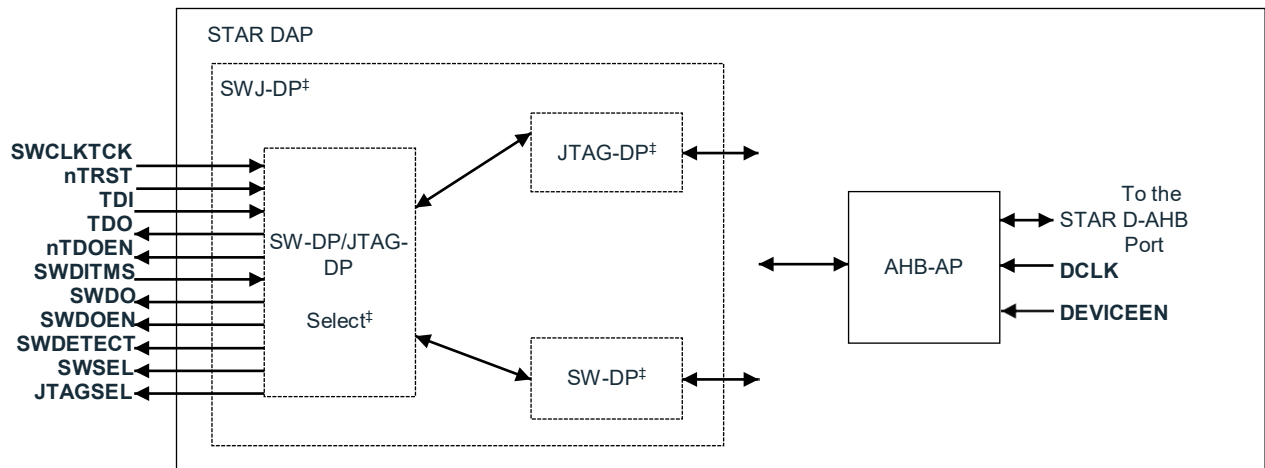 STAR DAP
SWJ-DP‡
SWCLKTCK
nTRST
TDI
TDO
nTDOEN
SWDITMS
SWDO
SWDOEN
SWDETECT
SWSEL
JTAGSEL
SW-DP/JTAG-
DP
Select‡
JTAG-DP‡
SW-DP‡
AHB-AP
To the
STAR D-AHB
Port
DCLK
DEVICEEN